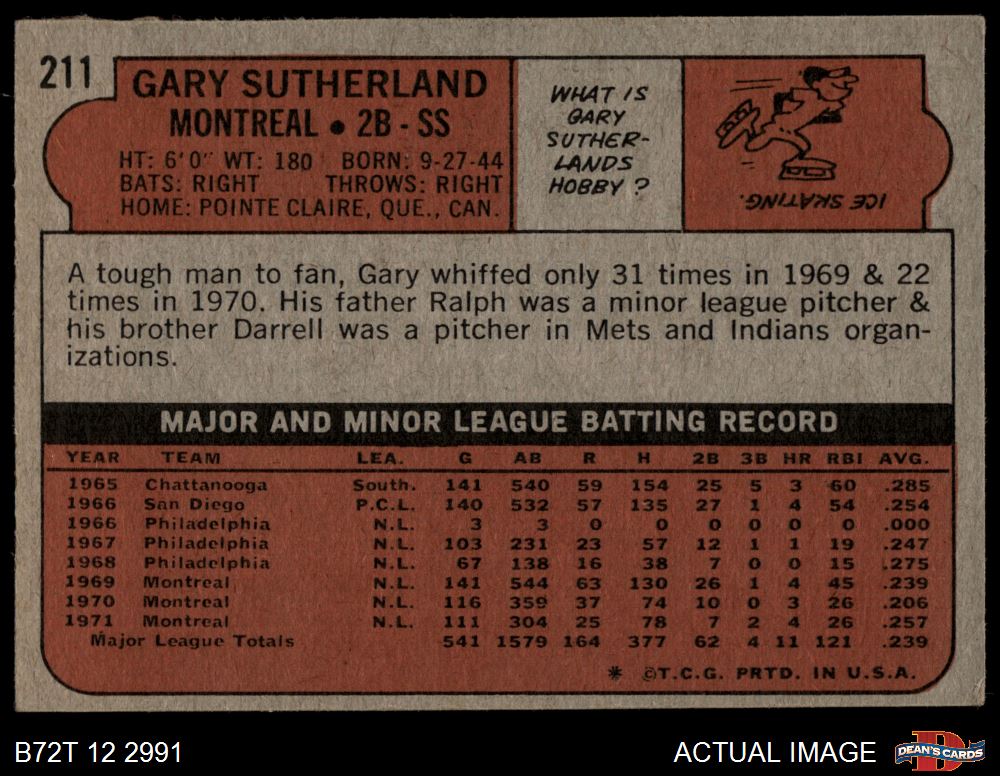 211
GARY SUTHERLAND
MONTREAL • 2B - SS
HT: 6'0" WT: 180 BORN: 9-27-44
BATS: RIGHT THROWS: RIGHT
HOME: POINTE CLAIRE, QUE., CAN.
WHAT IS
GARY
SUTHER-
LANDS
HOBBY ?
ICE SKATING.
A tough man to fan, Gary whiffed only 31 times in 1969 & 22
times in 1970. His father Ralph was a minor league pitcher &
his brother Darrell was a pitcher in Mets and Indians organ-
izations.
MAJOR AND MINOR LEAGUE BATTING RECORD
YEAR TEAM LEA. G AB R H 2B 3B HR RBI AVG.
1965 Chattanooga South. 141 540 59 154 25 5 3 60 .285
1966 San Diego P.C.L. 140 532 57 135 27 1 4 54 .254
1966 Philadelphia N.L. 3 3 0 0 0 0 0 0 .000
1967 Philadelphia N.L. 103 231 23 57 12 1 1 19 .247
1968 Philadelphia N.L. 67 138 16 38 7 0 0 15 .275
1969 Montreal N.L. 141 544 63 130 26 1 4 45 .239
1970 Montreal N.L. 116 359 37 74 10 0 3 26 .206
1971 Montreal N.L. 111 304 25 78 7 2 4 26 .257
Major League Totals 541 1579 164 377 62 4 11 121 .239
* ©T.C.G. PRTD. IN U.S.A.
B72T 12 2991
ACTUAL IMAGE
D
DEAN'S CARDS